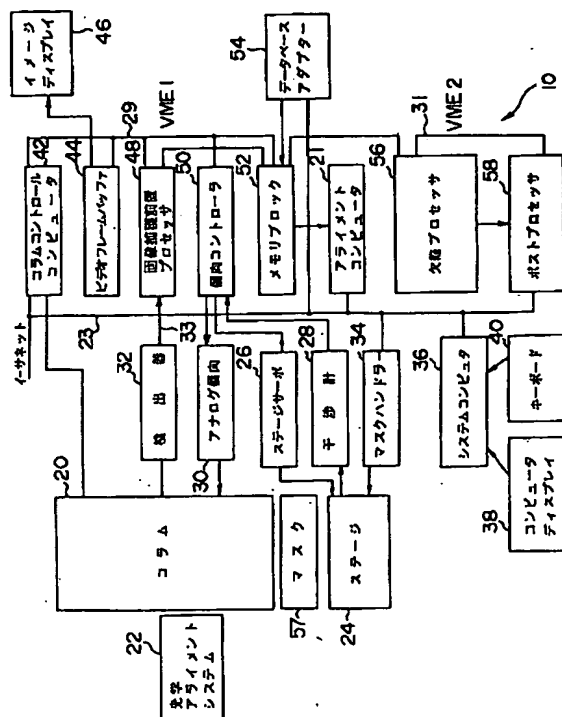 イメージ
ディスプレイ
46
54
データベース
アダプター
VME 1
VME 2
10
29
31
42
コラムコントロール
コンピュータ
44
ビデオフレームバッファ
48
プロセッサ
50
偏向コントローラ
52
メモリブロック
21
アライメント
コンピュータ
56
欠陥プロセッサ
58
ポストプロセッサ
イーサネット
23
33
32
検出器
30
アナログ偏向
26
ステージサーボ
28
干渉計
34
マスクハンドラー
36
システムコンピュタ
40
キーボード
38
コンピュータ
ディスプレイ
20
コラム
57
マスク
24
ステージ
22
光学
アライメント
システム